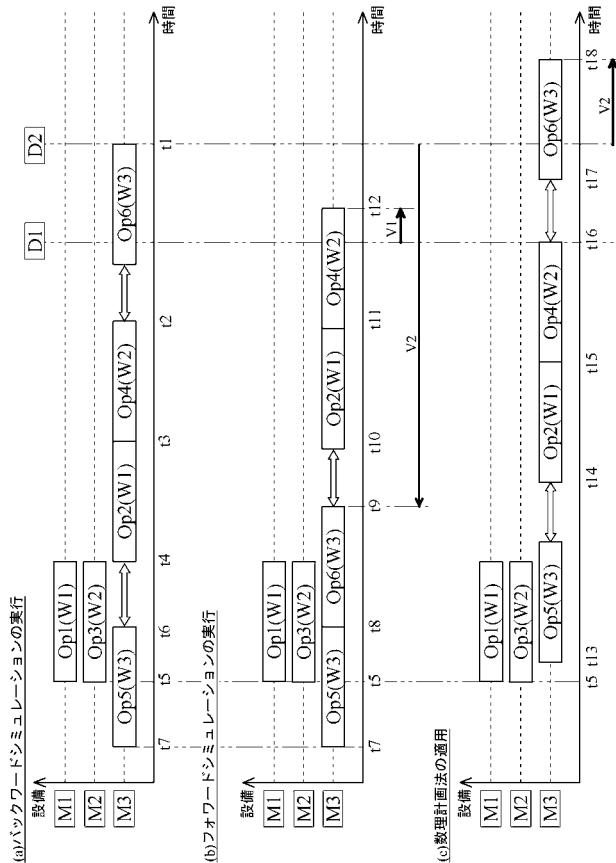 (a)バックワードシミュレーションの実行
D1
D2
設備
M1
Op1(W1)
M2
Op3(W2)
M3
Op5(W3)
Op2(W1)
Op4(W2)
Op6(W3)
時間
t7
t5
t6
t4
t3
t2
t1
(b)フォワードシミュレーションの実行
設備
M1
Op1(W1)
M2
Op3(W2)
M3
Op5(W3)
Op6(W3)
Op2(W1)
Op4(W2)
時間
t7
t5
t8
t9
t10
t11
t12
V1
V2
(c)数理計画法の適用
設備
M1
Op1(W1)
M2
Op3(W2)
M3
Op5(W3)
Op2(W1)
Op4(W2)
Op6(W3)
時間
t5
t13
t14
t15
t16
t17
t18
V2